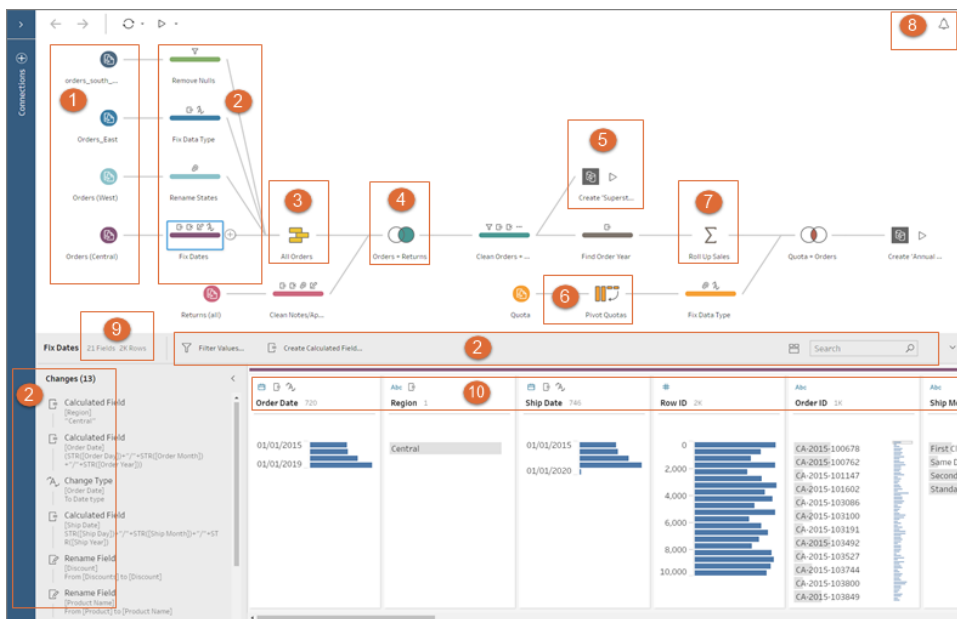 8
Connections
1
2
orders_south_...
Remove Nulls
Orders_East
Fix Data Type
5
Create 'Superst...
Orders (West)
Rename States
3
4
7
Orders (Central)
Fix Dates
All Orders
Orders + Returns
Clean Orders + ...
Find Order Year
Roll Up Sales
Quota + Orders
Create 'Annual ...
6
Returns (all)
Clean Notes/Ap...
Quota
Pivot Quotas
Fix Data Type
9
Fix Dates 21 Fields 2K Rows
Filter Values...
Create Calculated Field...
2
Search
Changes (13)
2
Calculated Field
[Region]
"Central"
Calculated Field
[Order Date]
(STR([Order Day])+"/"+STR([Order Month])
+"/"+STR([Order Year]))
Change Type
[Order Date]
To Date type
Calculated Field
[Ship Date]
STR([Ship Day])+"/"+STR([Ship Month])+"/"+ST
R([Ship Year])
Rename Field
[Discount]
From [Discounts] to [Discount]
Rename Field
[Product Name]
From [Product] to [Product Name]
10
Order Date 720
01/01/2015
01/01/2019
Abc
Region 1
Central
Ship Date 746
01/01/2015
01/01/2020
#
Row ID 2K
0
2,000
4,000
6,000
8,000
10,000
Abc
Order ID 1K
CA-2015-100678
CA-2015-100762
CA-2015-101147
CA-2015-101602
CA-2015-103086
CA-2015-103100
CA-2015-103191
CA-2015-103492
CA-2015-103527
CA-2015-103744
CA-2015-103800
CA-2015-103849
Abc
Ship Mo
First Cl
Same D
Second
Standa